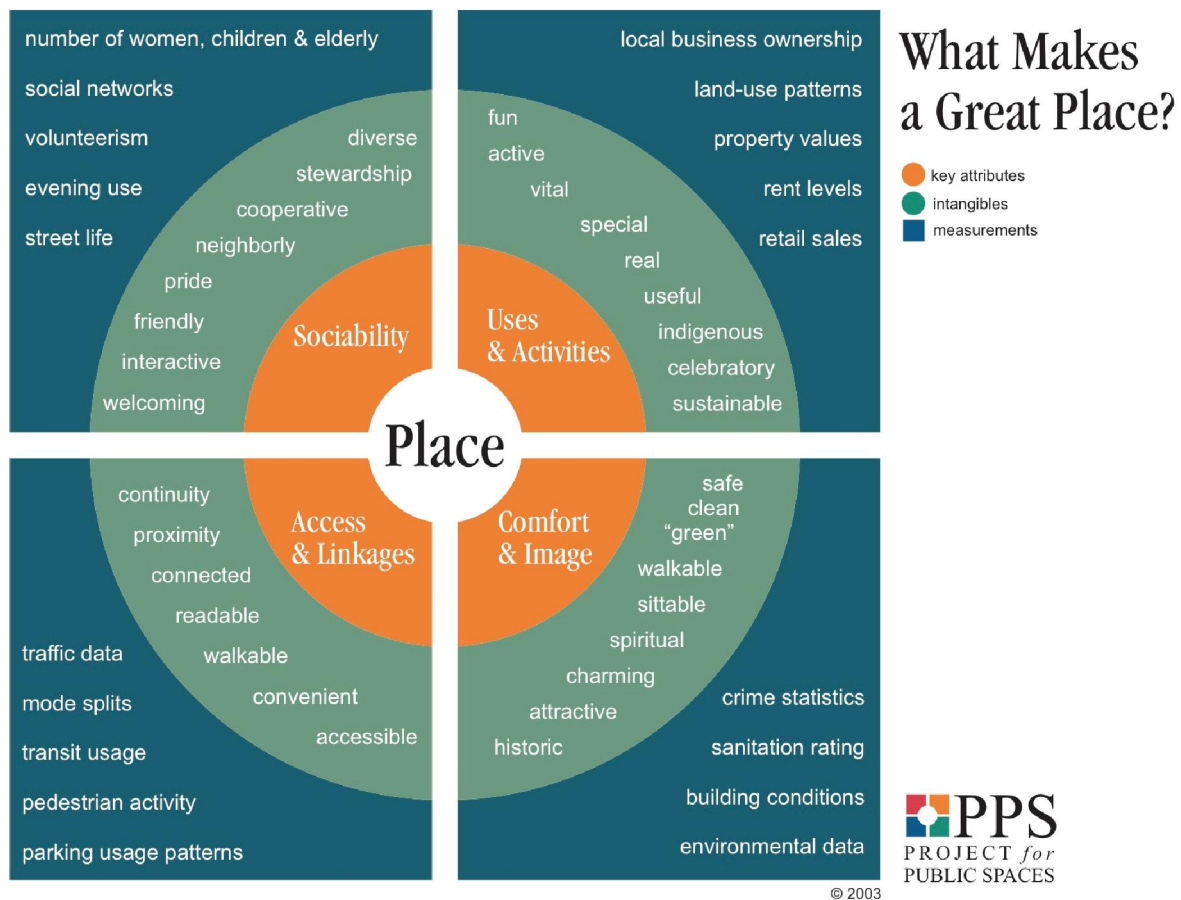 What Makes
a Great Place?
key attributes
intangibles
measurements
number of women, children & elderly
social networks
volunteerism
evening use
street life
diverse
stewardship
cooperative
neighborly
pride
friendly
interactive
welcoming
Sociability
local business ownership
land-use patterns
property values
rent levels
retail sales
fun
active
vital
special
real
useful
indigenous
celebratory
sustainable
Uses
& Activities
Place
continuity
proximity
connected
readable
walkable
convenient
accessible
Access
& Linkages
traffic data
mode splits
transit usage
pedestrian activity
parking usage patterns
Comfort
& Image
safe
clean
“green”
walkable
sittable
spiritual
charming
attractive
historic
crime statistics
sanitation rating
building conditions
environmental data
PPS
PROJECT for
PUBLIC SPACES
© 2003